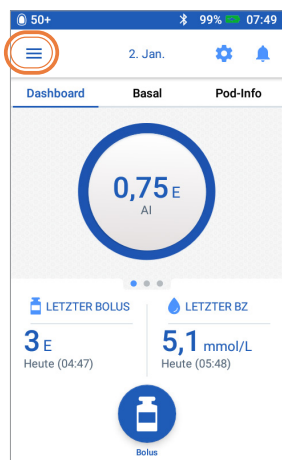 50+ 99% 07:49
2. Jan.
Dashboard Basal Pod-Info
0,75 E
AI
LETZTER BOLUS LETZTER BZ
3 E 5,1 mmol/L
Heute (04:47) Heute (05:48)
Bolus